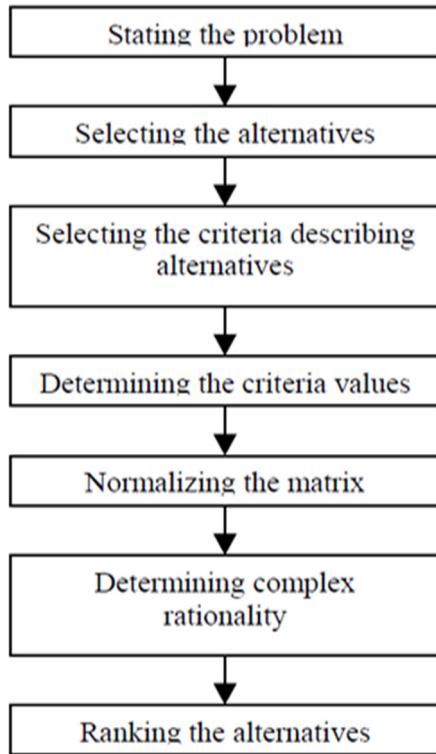 Stating the problem
Selecting the alternatives
Selecting the criteria describing
alternatives
Determining the criteria values
Normalizing the matrix
Determining complex
rationality
Ranking the alternatives